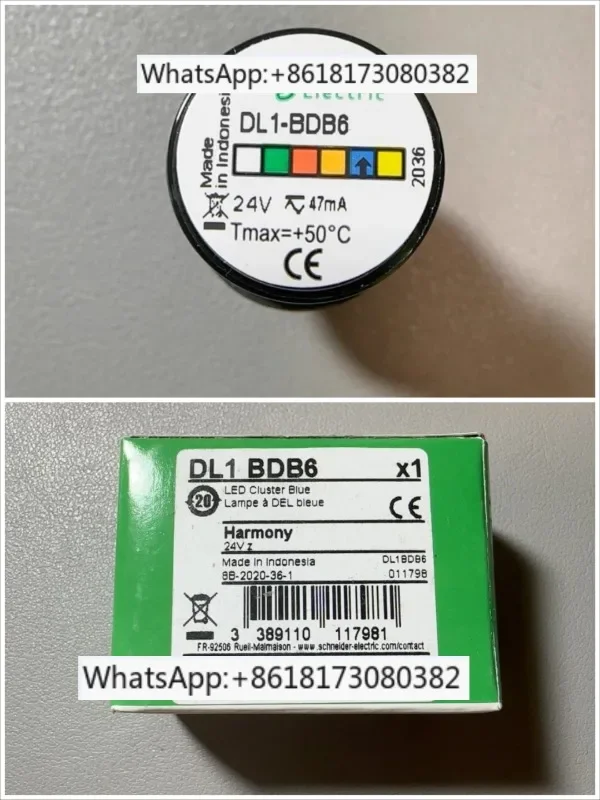 WhatsApp:+8618173080382
Electric
DL1-BDB6
Made
in Indonesia
2036
24V 47mA
Tmax=+50°C
CE
DL1 BDB6 x1
20
LED Cluster Blue
Lampe à DEL bleue
CE
Harmony
24V z
Made in Indonesia DL1BDB6
8B-2020-36-1 011798
3 389110 117981
FR-92506 Rueil-Malmaison - www.schneider-electric.com/contact
WhatsApp:+8618173080382